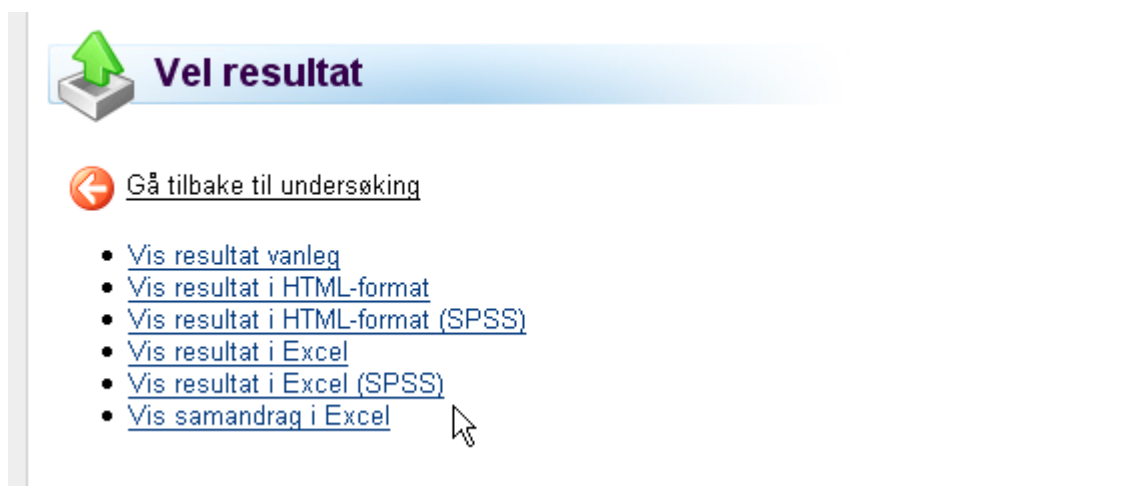 Vel resultat
Gå tilbake til undersøking
Vis resultat vanleg
Vis resultat i HTML-format
Vis resultat i HTML-format (SPSS)
Vis resultat i Excel
Vis resultat i Excel (SPSS)
Vis samandrag i Excel